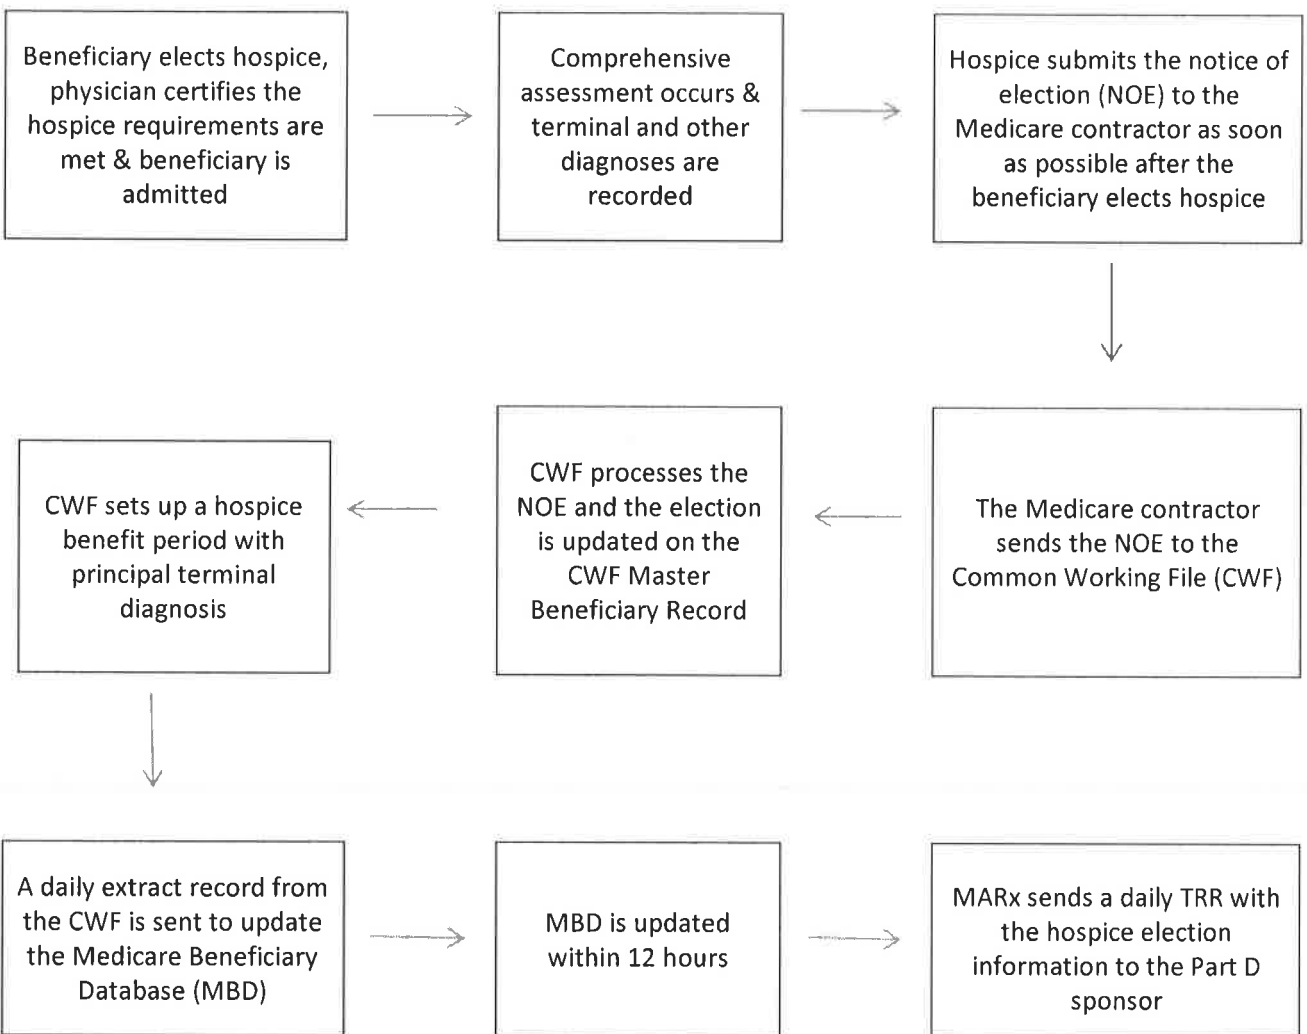 Beneficiary elects hospice,
physician certifies the
hospice requirements are
met & beneficiary is
admitted
Comprehensive
assessment occurs &
terminal and other
diagnoses are
recorded
Hospice submits the notice of
election (NOE) to the
Medicare contractor as soon
as possible after the
beneficiary elects hospice
The Medicare contractor
sends the NOE to the
Common Working File (CWF)
CWF processes the
NOE and the election
is updated on the
CWF Master
Beneficiary Record
CWF sets up a hospice
benefit period with
principal terminal
diagnosis
A daily extract record from
the CWF is sent to update
the Medicare Beneficiary
Database (MBD)
MBD is updated
within 12 hours
MARx sends a daily TRR with
the hospice election
information to the Part D
sponsor